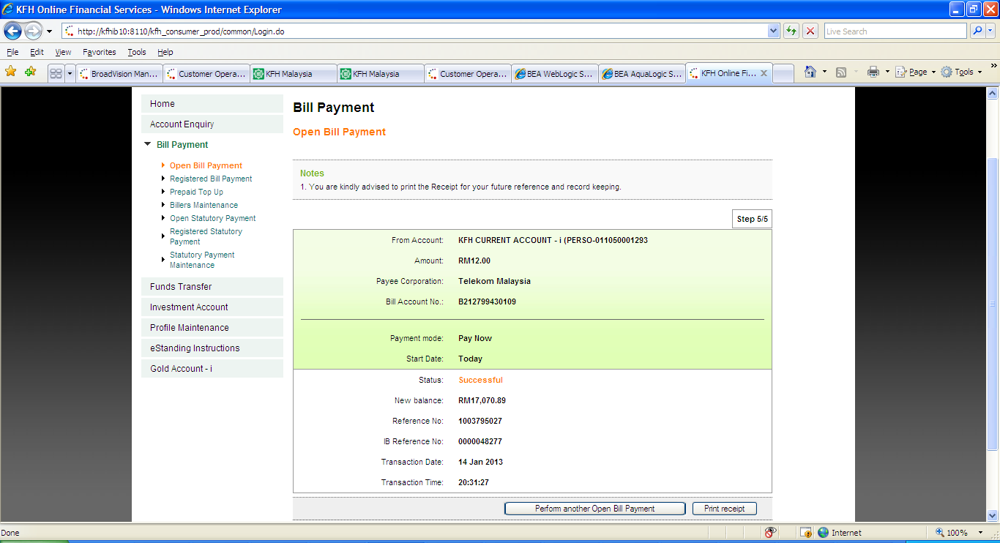 KFH Online Financial Services - Windows Internet Explorer
http://kfhib10:8110/kfh_consumer_prod/common/Login.do
Live Search
File Edit View Favorites Tools Help
BroadVision Man... Customer Opera... KFH Malaysia KFH Malaysia Customer Opera... BEA WebLogic S... BEA AquaLogic S... KFH Online Fi... Page Tools
Home
Account Enquiry
Bill Payment
Open Bill Payment
Registered Bill Payment
Prepaid Top Up
Billers Maintenance
Open Statutory Payment
Registered Statutory
Payment
Statutory Payment
Maintenance
Funds Transfer
Investment Account
Profile Maintenance
eStanding Instructions
Gold Account - i
Bill Payment
Open Bill Payment
Notes
1. You are kindly advised to print the Receipt for your future reference and record keeping.
Step 5/5
From Account: KFH CURRENT ACCOUNT - i (PERSO-011050001293
Amount: RM12.00
Payee Corporation: Telekom Malaysia
Bill Account No.: B212799430109
Payment mode: Pay Now
Start Date: Today
Status: Successful
New balance: RM17,070.89
Reference No: 1003795027
IB Reference No: 0000048277
Transaction Date: 14 Jan 2013
Transaction Time: 20:31:27
Perform another Open Bill Payment Print receipt
Done Internet 100%